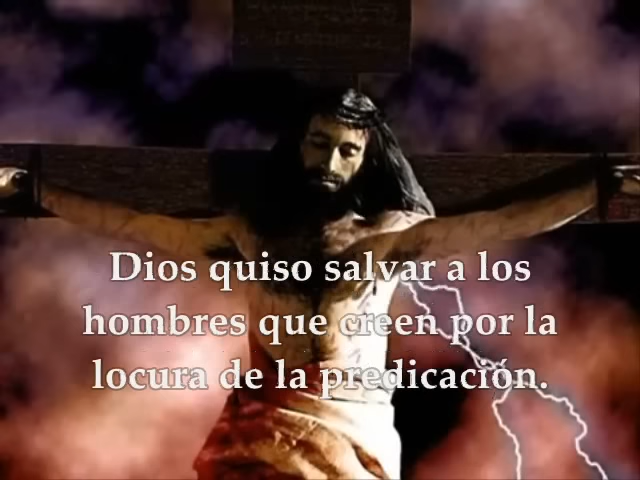 Dios quiso salvar a los
hombres que creen por la
locura de la predicación.